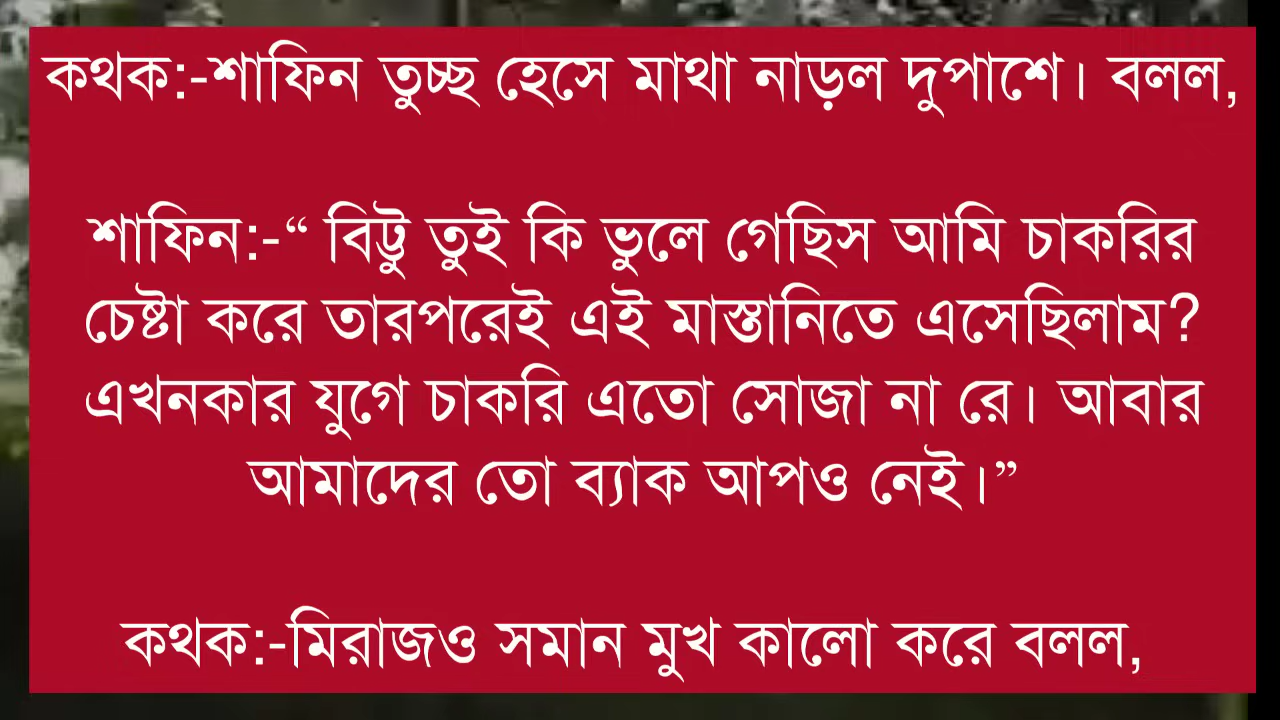 কথক:-শাফিন তুচ্ছ হেসে মাথা নাড়ল দুপাশে। বলল,
শাফিন:-“ বিট্টু তুই কি ভুলে গেছিস আমি চাকরির
চেষ্টা করে তারপরেই এই মাস্তানিতে এসেছিলাম?
এখনকার যুগে চাকরি এতো সোজা না রে। আবার
আমাদের তো ব্যাক আপও নেই।”
কথক:-মিরাজও সমান মুখ কালো করে বলল,